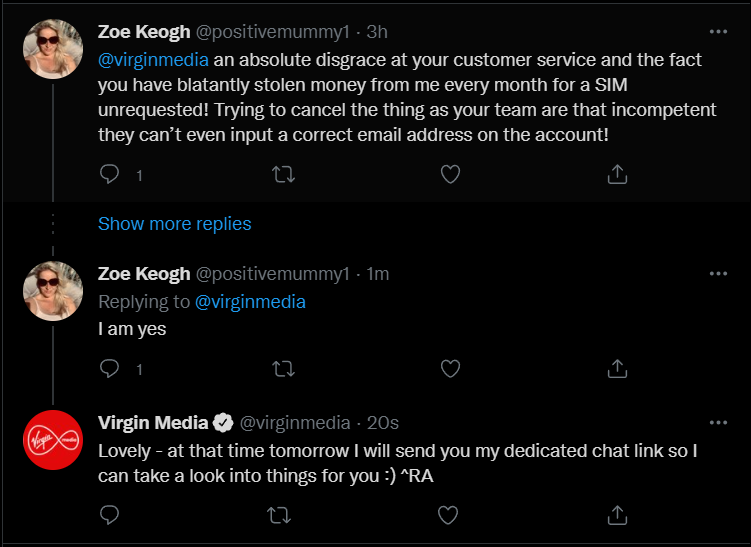 Zoe Keogh @positivemummy1 · 3h
@virginmedia an absolute disgrace at your customer service and the fact
you have blatantly stolen money from me every month for a SIM
unrequested! Trying to cancel the thing as your team are that incompetent
they can’t even input a correct email address on the account!
1
Show more replies
Zoe Keogh @positivemummy1 · 1m
Replying to @virginmedia
I am yes
1
Virgin Media @virginmedia · 20s
Virgin media
Lovely - at that time tomorrow I will send you my dedicated chat link so I
can take a look into things for you :) ^RA